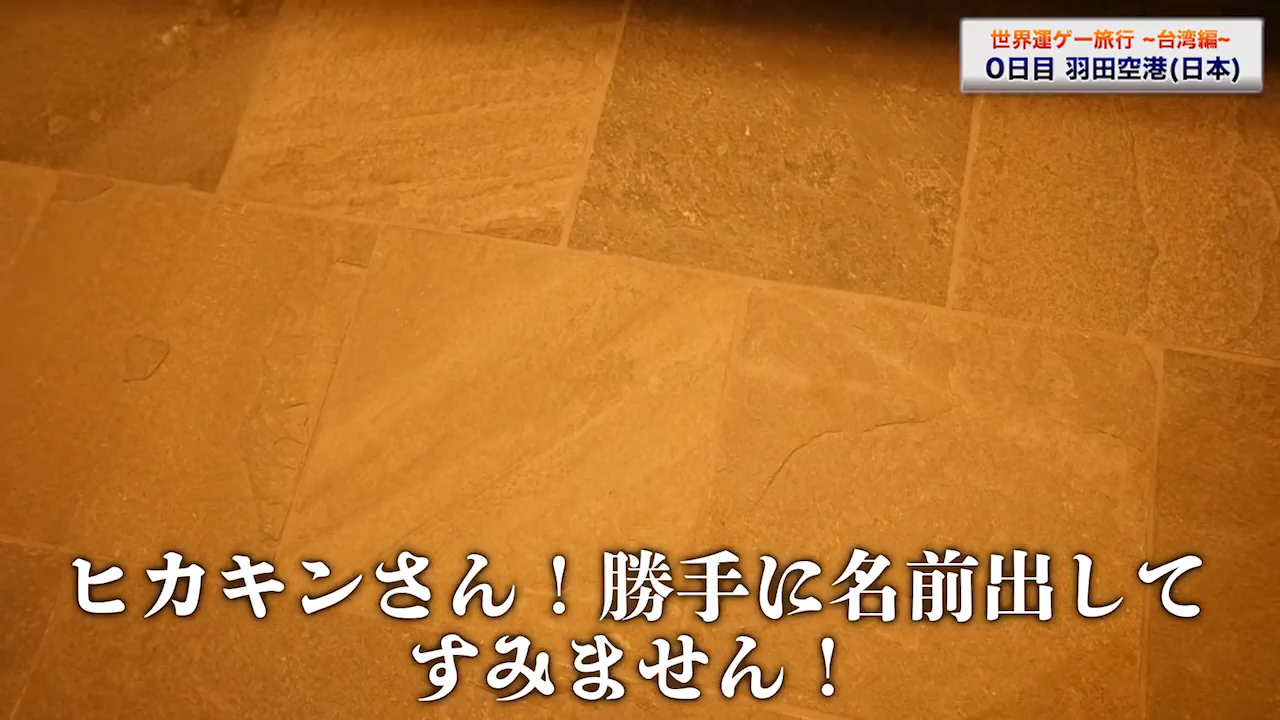 世界運ゲー旅行 ~台湾編~
0日目 羽田空港(日本)
ヒカキンさん！勝手に名前出して
すみません！